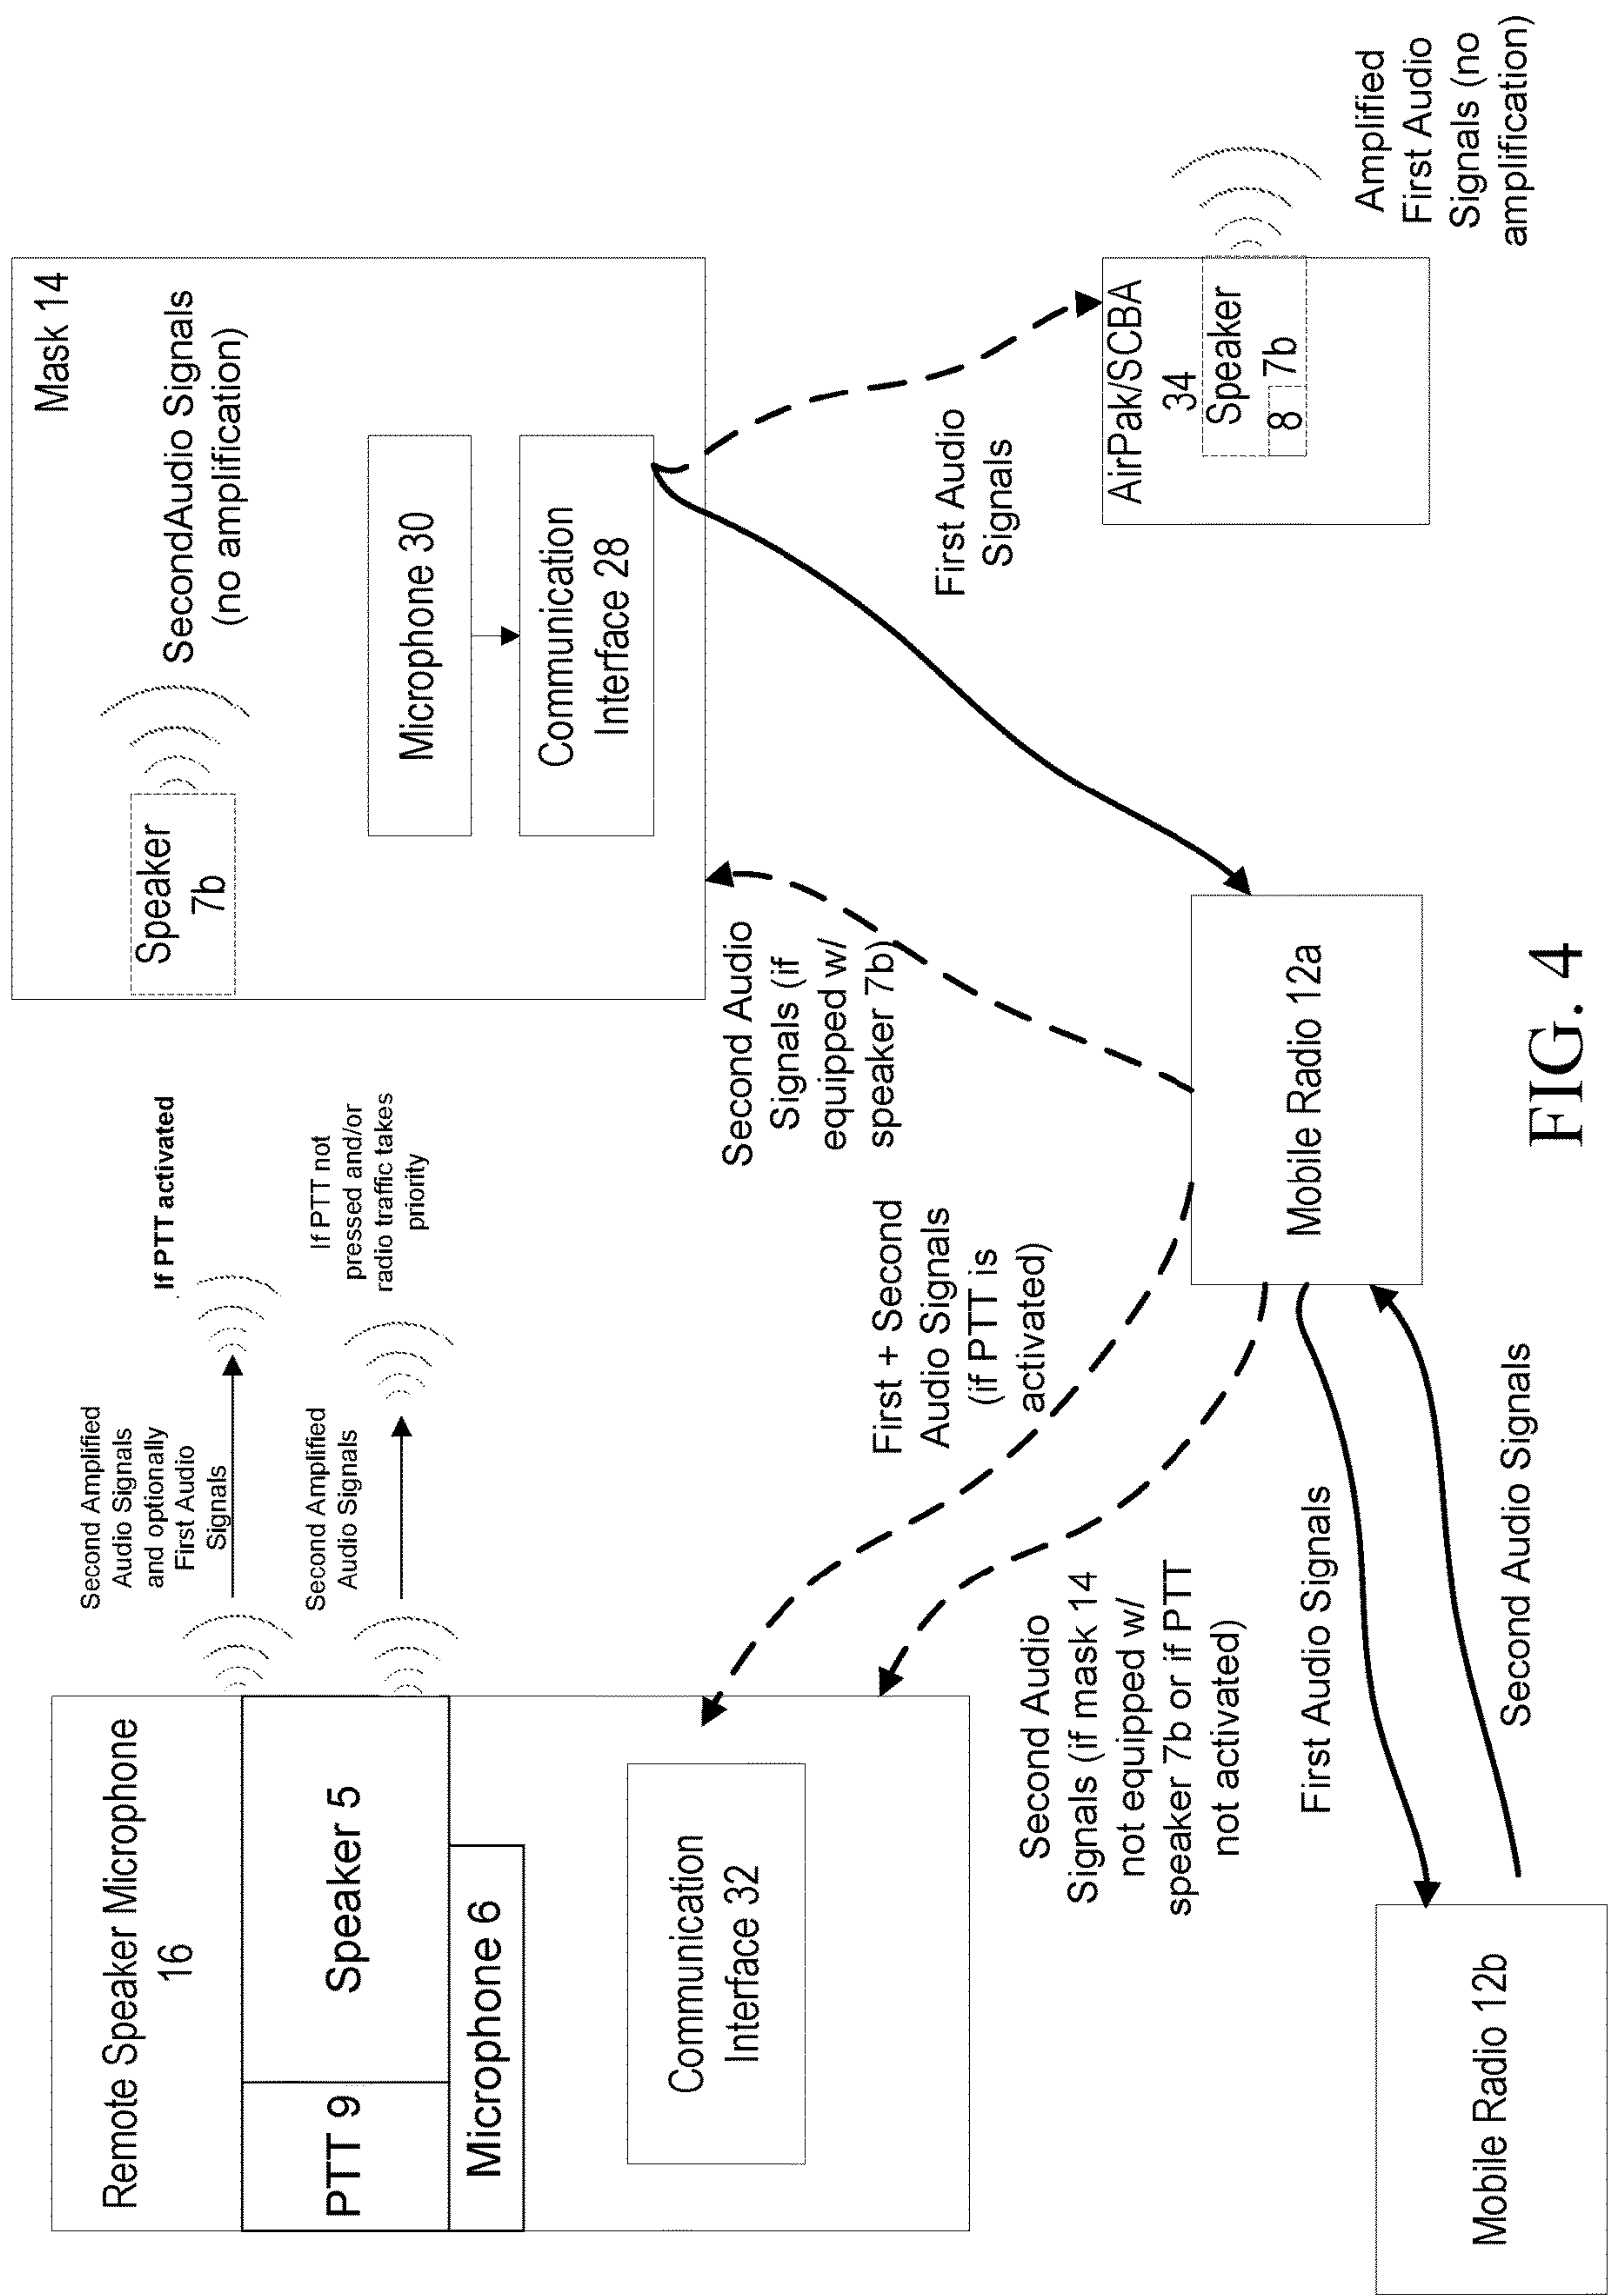 Remote Speaker Microphone
16
PTT 9
Speaker 5
Microphone 6
Communication
Interface 32
Second Amplified
Audio Signals
and optionally
First Audio
Signals
If PTT activated
Second Amplified
Audio Signals
If PTT not
pressed and/or
radio traffic takes
priority
Mask 14
Speaker
7b
SecondAudio Signals
(no amplification)
Microphone 30
Communication
Interface 28
Second Audio
Signals (if
equipped w/
speaker 7b)
First + Second
Audio Signals
(if PTT is
activated)
First Audio
Signals
Second Audio
Signals (if mask 14
not equipped w/
speaker 7b or if PTT
not activated)
AirPak/SCBA
34
Speaker
8
7b
Amplified
First Audio
Signals (no
amplification)
Mobile Radio 12a
First Audio Signals
Second Audio Signals
Mobile Radio 12b
FIG. 4